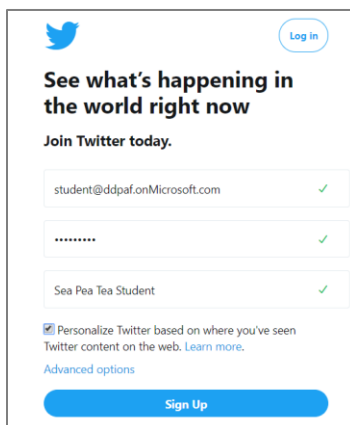 Log in
See what's happening in
the world right now
Join Twitter today.
student@ddpaf.onMicrosoft.com
•••••••••
Sea Pea Tea Student
Personalize Twitter based on where you've seen
Twitter content on the web. Learn more.
Advanced options
Sign Up